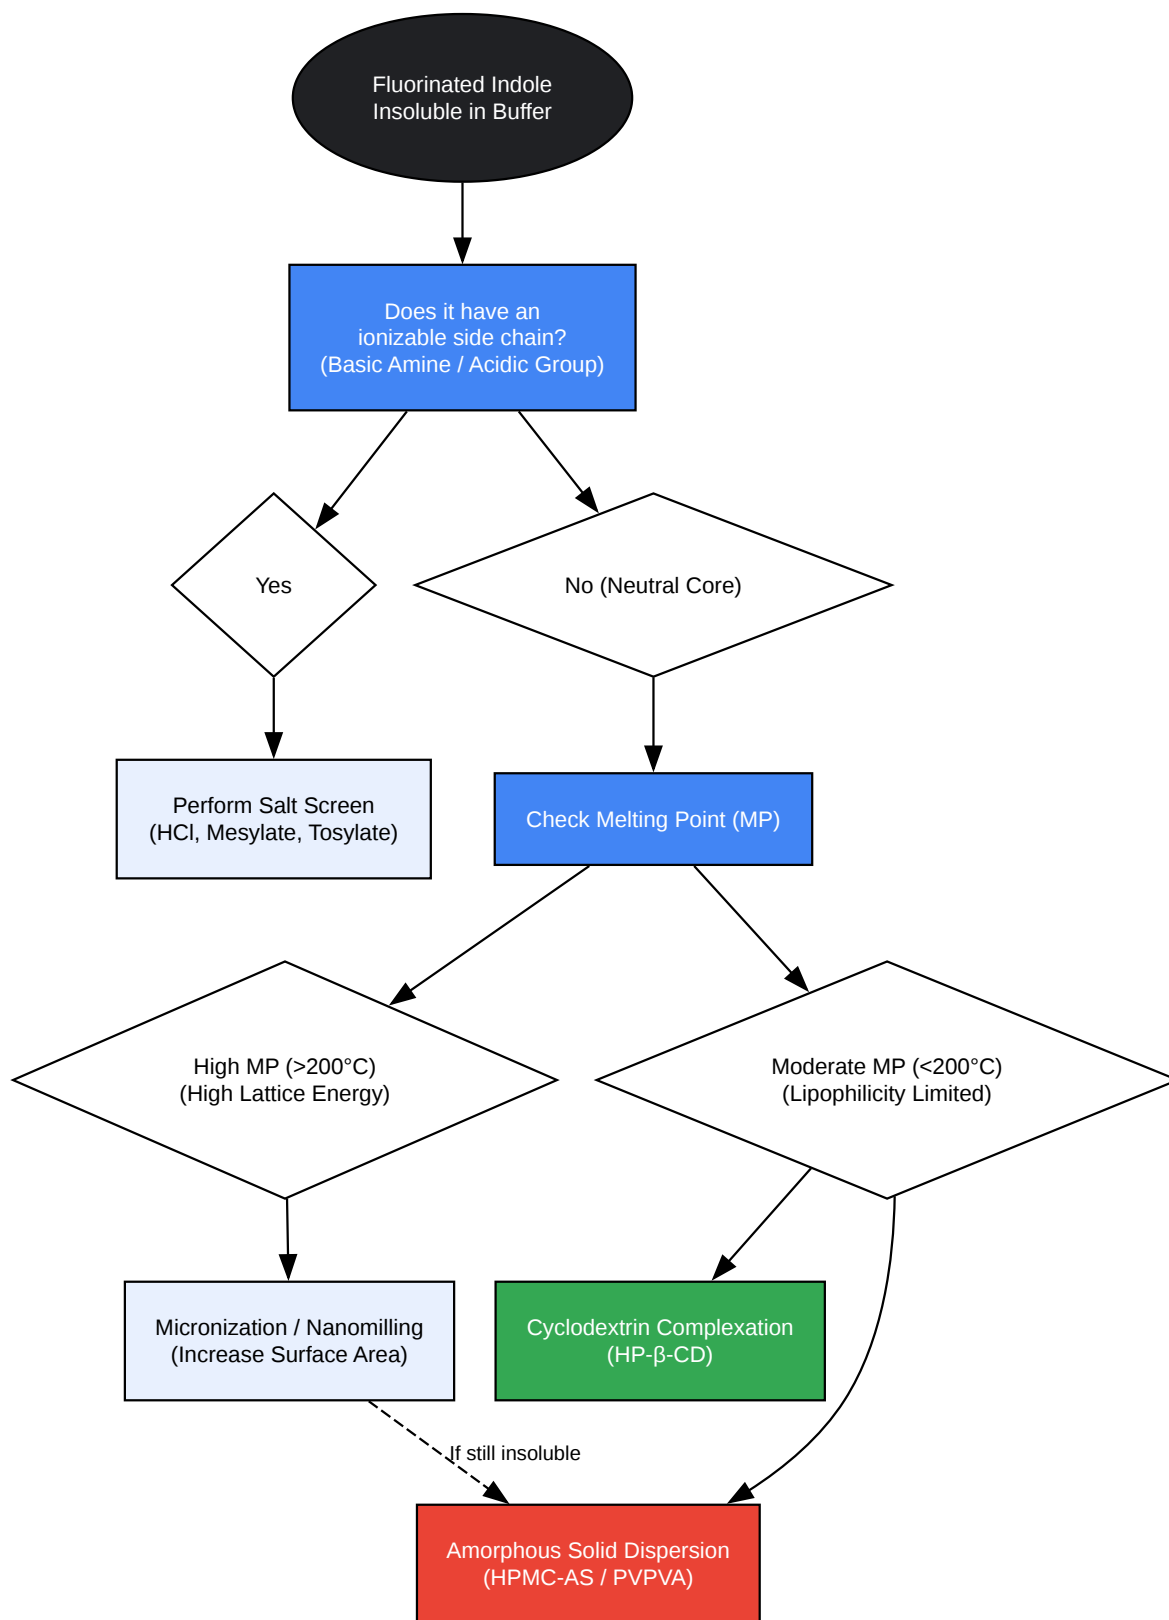 Fluorinated Indole
Insoluble in Buffer
Does it have an
ionizable side chain?
(Basic Amine / Acidic Group)
Yes
No (Neutral Core)
Perform Salt Screen
(HCl, Mesylate, Tosylate)
Check Melting Point (MP)
High MP (>200°C)
(High Lattice Energy)
Moderate MP (<200°C)
(Lipophilicity Limited)
Micronization / Nanomilling
(Increase Surface Area)
Cyclodextrin Complexation
(HP-β-CD)
If still insoluble
Amorphous Solid Dispersion
(HPMC-AS / PVPVA)